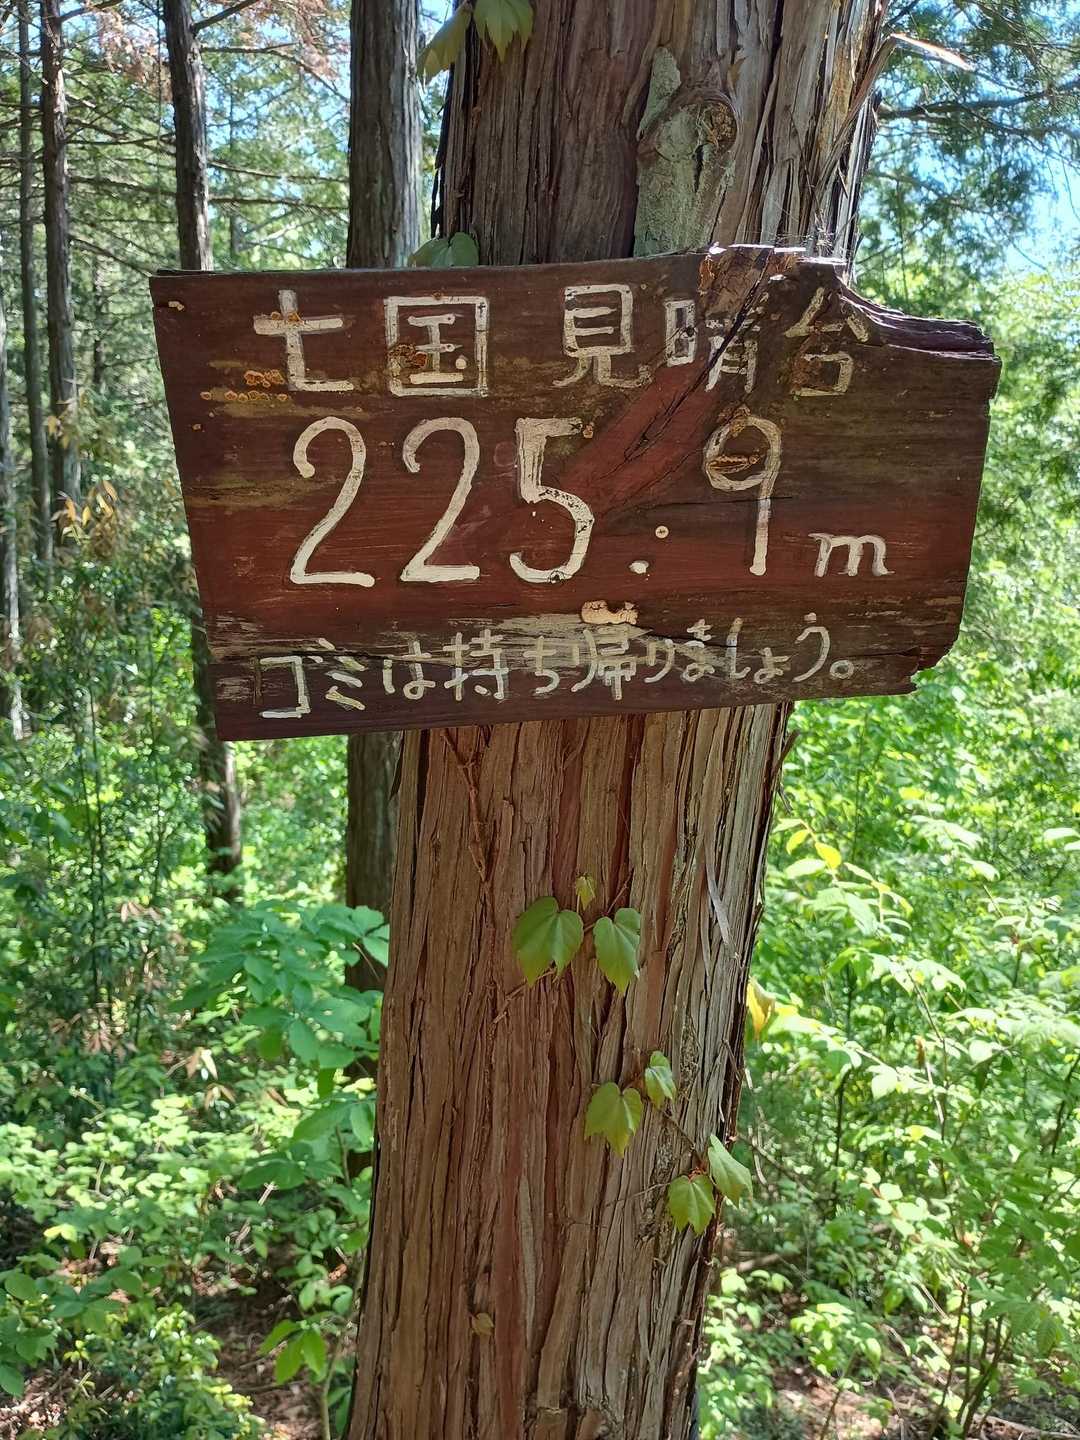 七国 見晴台
225.9m
ゴミは持ち帰りましょう。